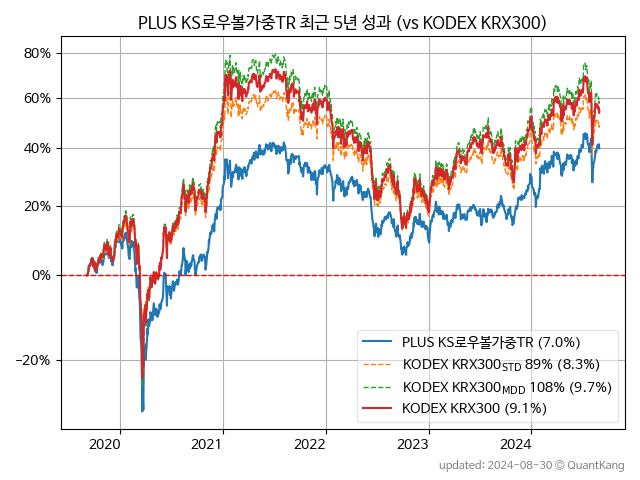 PLUS KS로우볼가중TR 최근 5년 성과 (vs KODEX KRX300)
80%
60%
40%
20%
0%
−20%
PLUS KS로우볼가중TR (7.0%)
KODEX KRX300STD 89% (8.3%)
KODEX KRX300MDD 108% (9.7%)
KODEX KRX300 (9.1%)
2020 2021 2022 2023 2024
updated: 2024-08-30 © QuantKang